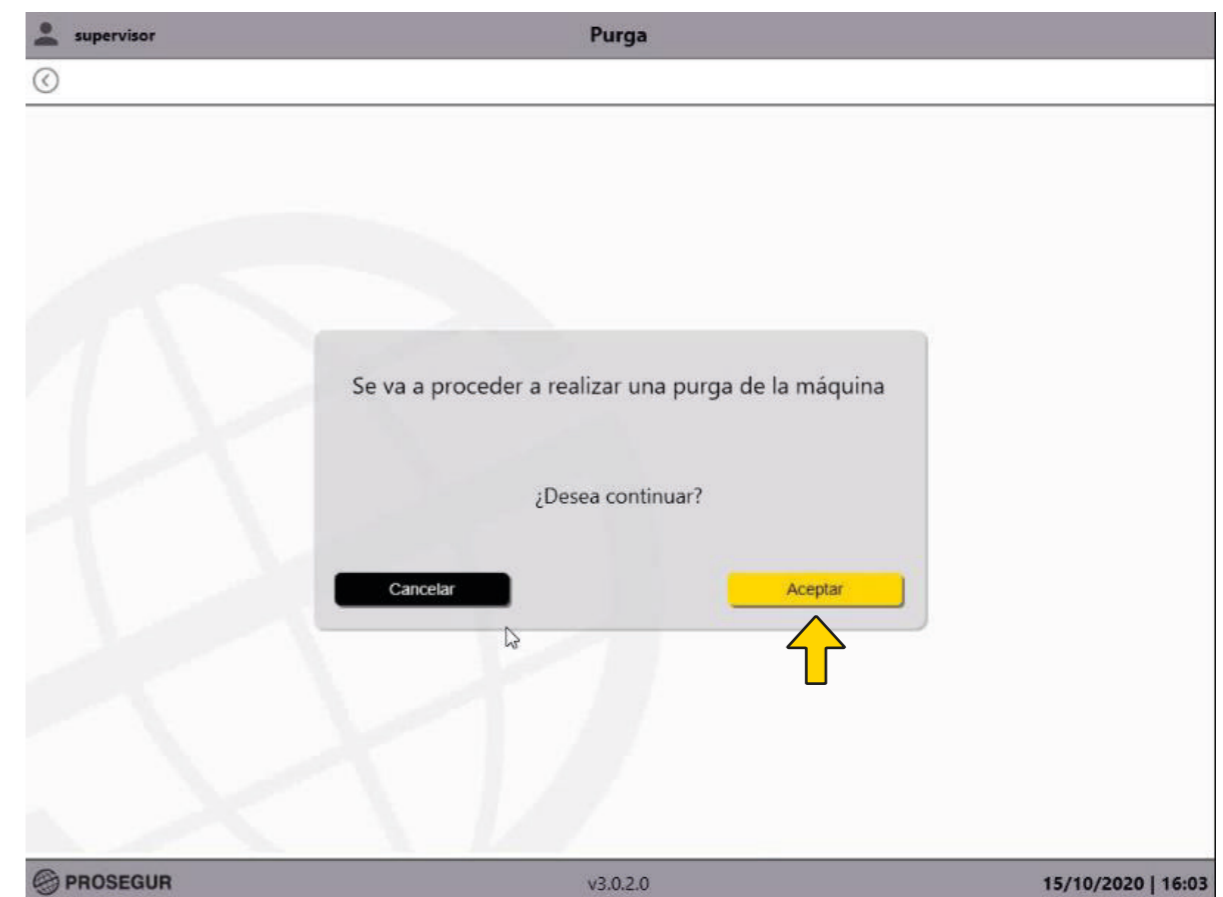 supervisor
Purga
Se va a proceder a realizar una purga de la máquina
¿Desea continuar?
Cancelar
Aceptar
PROSEGUR
v3.0.2.0
15/10/2020 | 16:03